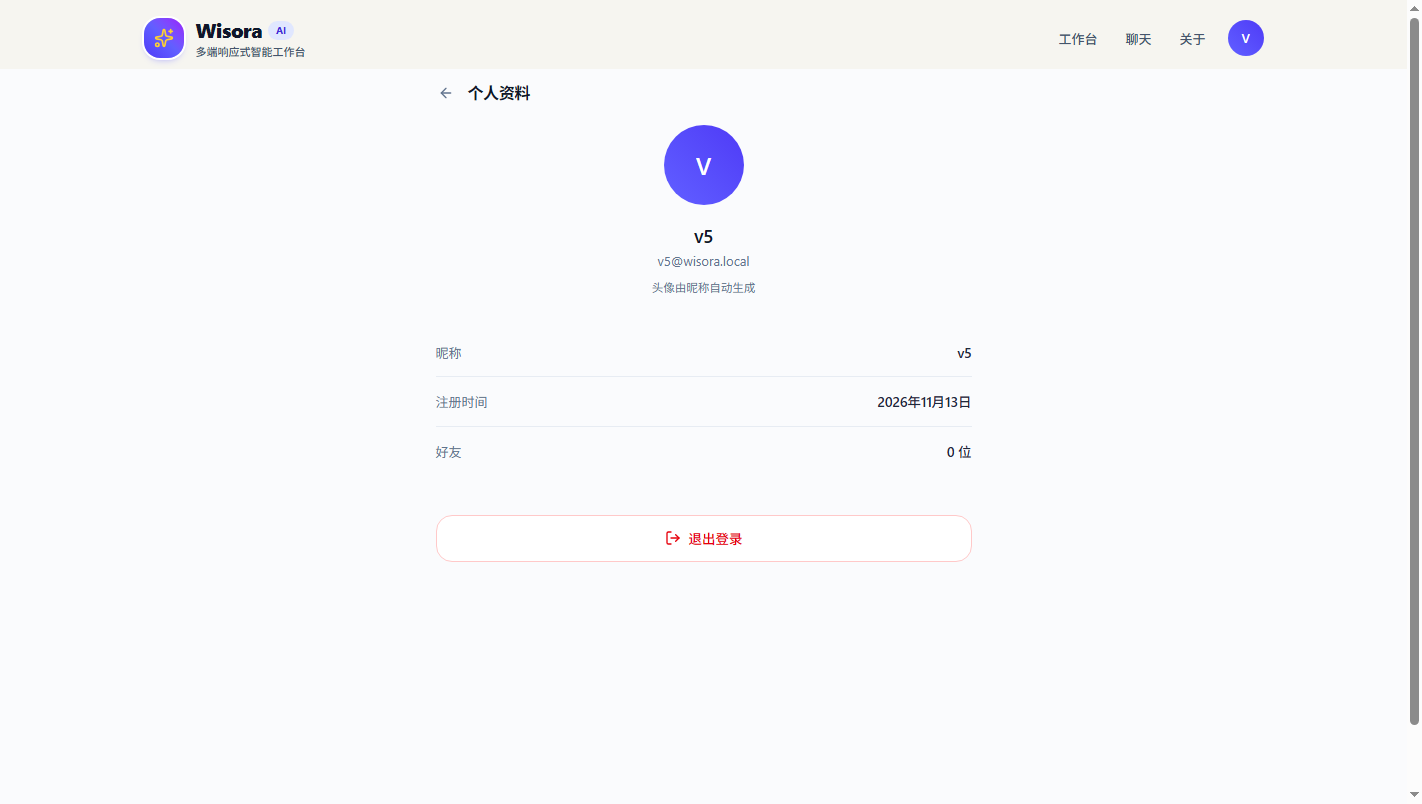 Wisora AI
多端响应式智能工作台
工作台 聊天 关于 V
个人资料
V
v5
v5@wisora.local
头像由昵称自动生成
昵称 v5
注册时间 2026年11月13日
好友 0 位
退出登录